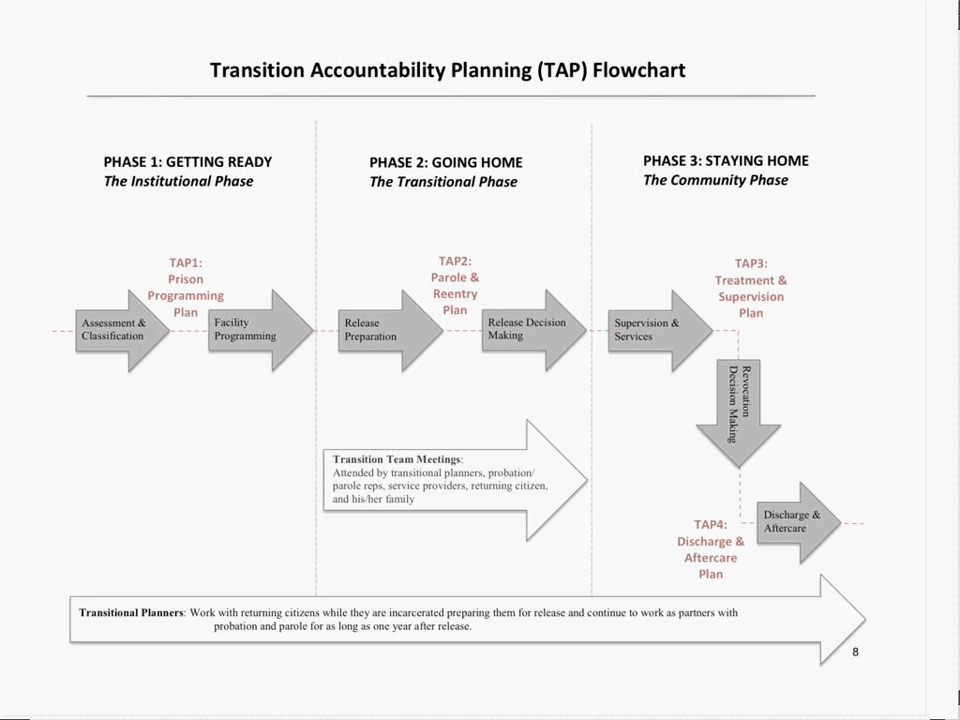 Transition Accountability Planning (TAP) Flowchart
PHASE 1: GETTING READY
The Institutional Phase
PHASE 2: GOING HOME
The Transitional Phase
PHASE 3: STAYING HOME
The Community Phase
TAP1:
Prison
Programming
Plan
TAP2:
Parole &
Reentry
Plan
TAP3:
Treatment &
Supervision
Plan
Assessment &
Classification
Facility
Programming
Release
Preparation
Release Decision
Making
Supervision &
Services
Revocation
Decision Making
Transition Team Meetings:
Attended by transitional planners, probation/
parole reps, service providers, returning citizen,
and his/her family
TAP4:
Discharge &
Aftercare
Plan
Discharge &
Aftercare
Transitional Planners: Work with returning citizens while they are incarcerated preparing them for release and continue to work as partners with
probation and parole for as long as one year after release.
8